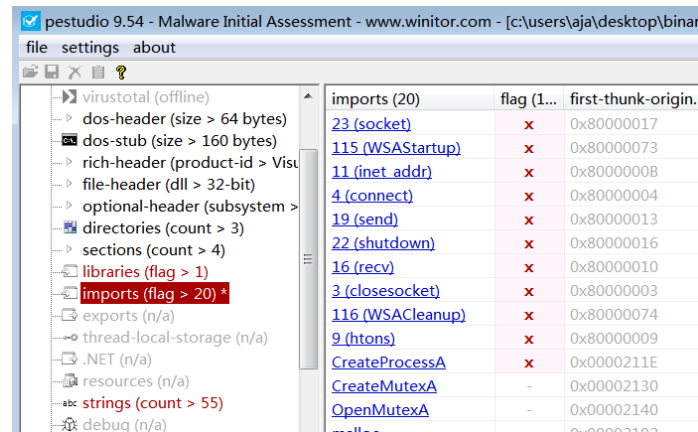 pestudio 9.54 - Malware Initial Assessment - www.winitor.com - [c:\users\aja\desktop\binar
file settings about
virustotal (offline)
dos-header (size > 64 bytes)
dos-stub (size > 160 bytes)
rich-header (product-id > Visu
file-header (dll > 32-bit)
optional-header (subsystem >
directories (count > 3)
sections (count > 4)
libraries (flag > 1)
imports (flag > 20) *
exports (n/a)
thread-local-storage (n/a)
.NET (n/a)
resources (n/a)
abc strings (count > 55)
debug (n/a)
imports (20) flag (1... first-thunk-origin.
23 (socket) x 0x80000017
115 (WSAStartup) x 0x80000073
11 (inet_addr) x 0x8000000B
4 (connect) x 0x80000004
19 (send) x 0x80000013
22 (shutdown) x 0x80000016
16 (recv) x 0x80000010
3 (closesocket) x 0x80000003
116 (WSACleanup) x 0x80000074
9 (htons) x 0x80000009
CreateProcessA x 0x0000211E
CreateMutexA - 0x00002130
OpenMutexA - 0x00002140